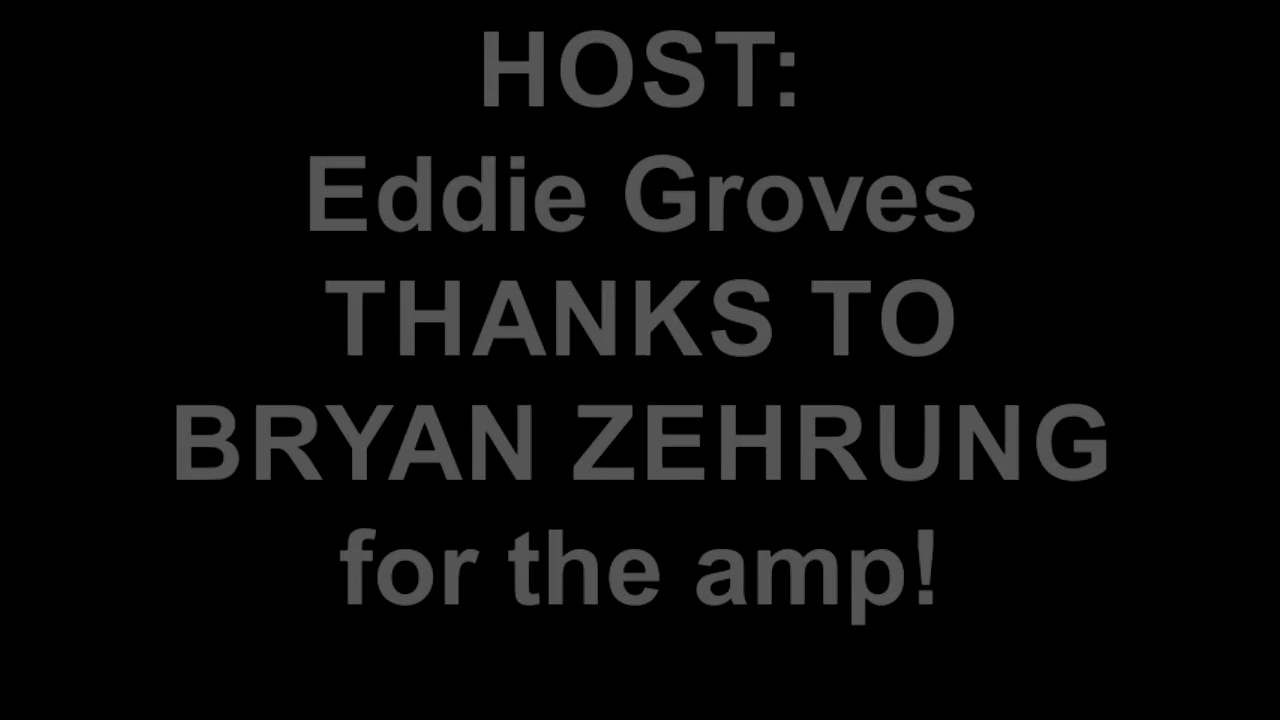 HOST:
Eddie Groves
THANKS TO
BRYAN ZEHRUNG
for the amp!